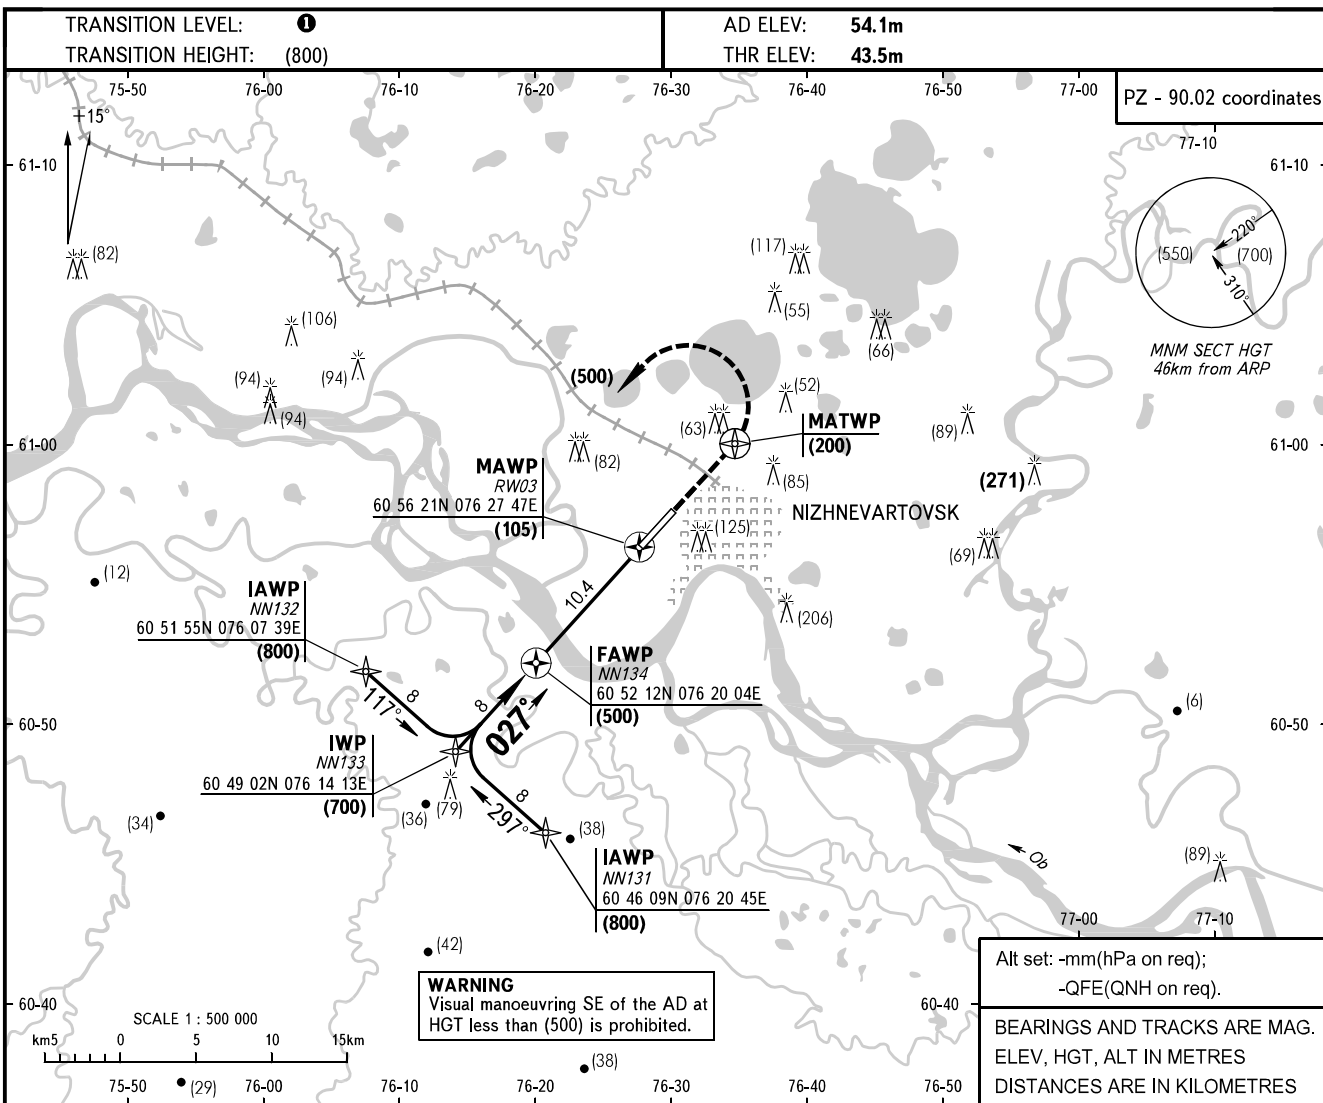 TRANSITION LEVEL: 1
TRANSITION HEIGHT: (800)
AD ELEV: 54.1m
THR ELEV: 43.5m
75-50 76-00 76-10 76-20 76-30 76-40 76-50 77-00
PZ - 90.02 coordinates
+15°
77-10
61-10
61-10
(82)
(117)
(550)
220°
(700)
310°
(55)
(106)
(66)
MNM SECT HGT
46km from ARP
(94)
(94)
(94)
(500)
(52)
(63)
MATWP
(200)
(89)
61-00
61-00
(82)
(85)
(271)
MAWP
RW03
60 56 21N 076 27 47E
(105)
NIZHNEVARTOVSK
(125)
(69)
(12)
10.4
(206)
IAWP
NN132
60 51 55N 076 07 39E
(800)
FAWP
NN134
60 52 12N 076 20 04E
(500)
8
117°
8
027°
(6)
60-50
60-50
IWP
NN133
60 49 02N 076 14 13E
(700)
(79)
(36)
(34)
8
297°
(38)
IAWP
NN131
60 46 09N 076 20 45E
(800)
Ob
(89)
77-00 77-10
(42)
WARNING
Visual manoeuvring SE of the AD at
HGT less than (500) is prohibited.
Alt set: -mm(hPa on req);
-QFE(QNH on req).
60-40
60-40
SCALE 1 : 500 000
km5 0 5 10 15km
BEARINGS AND TRACKS ARE MAG.
ELEV, HGT, ALT IN METRES
DISTANCES ARE IN KILOMETRES
(38)
(29)
75-50 76-00 76-10 76-20 76-30 76-40 76-50